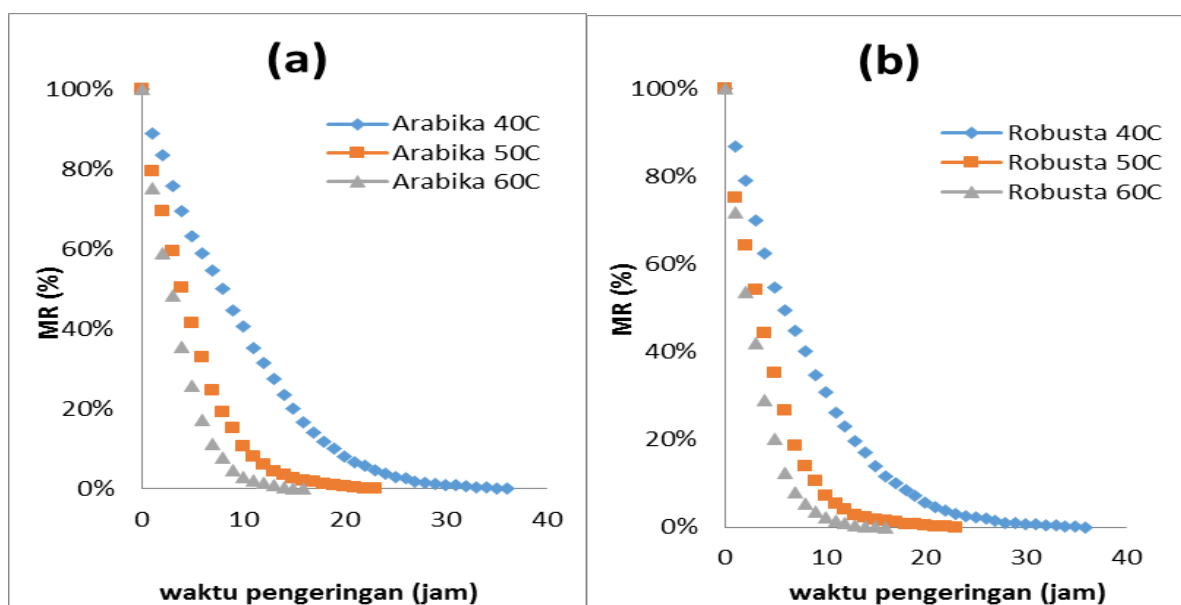 (a)
100%
80%
60%
40%
20%
0%
MR (%)
Arabika 40C
Arabika 50C
Arabika 60C
0 10 20 30 40
waktu pengeringan (jam)
(b)
100%
80%
60%
40%
20%
0%
MR (%)
Robusta 40C
Robusta 50C
Robusta 60C
0 10 20 30 40
waktu pengeringan (jam)